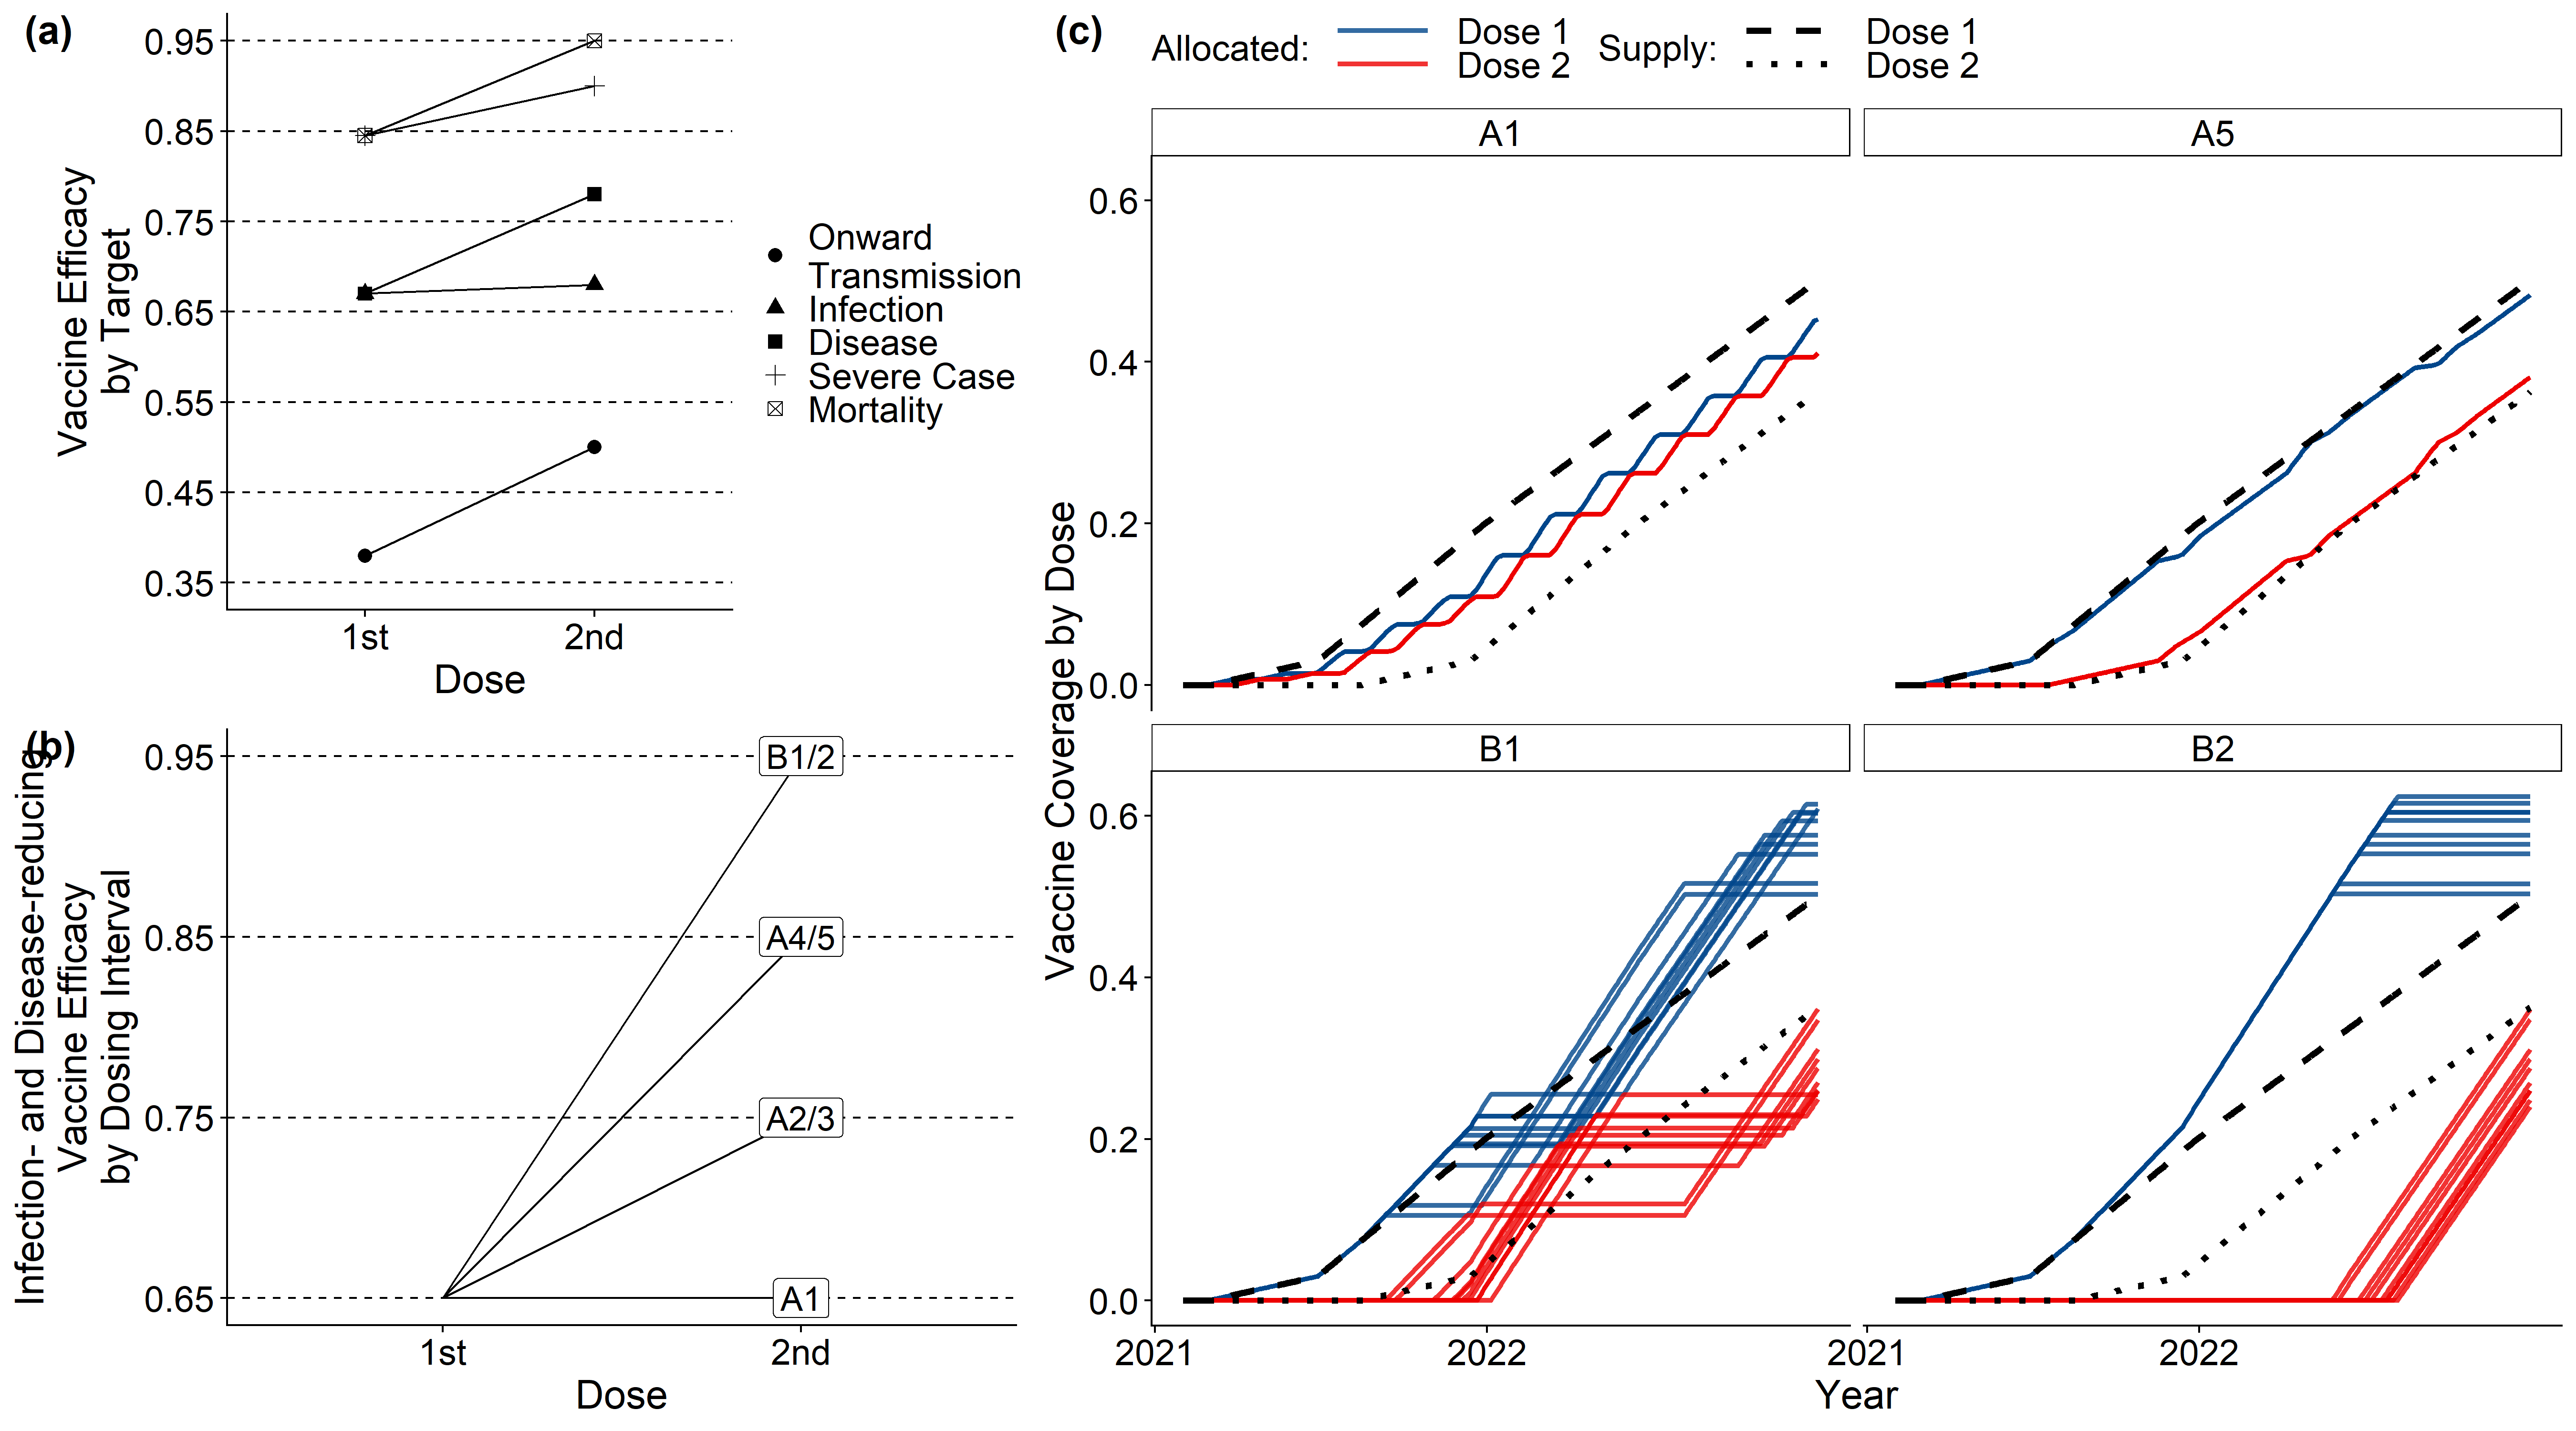 (a)
0.95
0.85
0.75
0.65
0.55
0.45
0.35
Vaccine Efficacy
by Target
1st
2nd
Dose
Onward
Transmission
Infection
Disease
Severe Case
Mortality
(b)
0.95
0.85
0.75
0.65
Infection- and Disease-reducing
Vaccine Efficacy
by Dosing Interval
B1/2
A4/5
A2/3
A1
1st
2nd
Dose
(c)
Allocated:
Dose 1
Dose 2
Supply:
Dose 1
Dose 2
A1
A5
0.6
0.4
0.2
0.0
Vaccine Coverage by Dose
B1
B2
0.6
0.4
0.2
0.0
2021
2022
2021
2022
Year